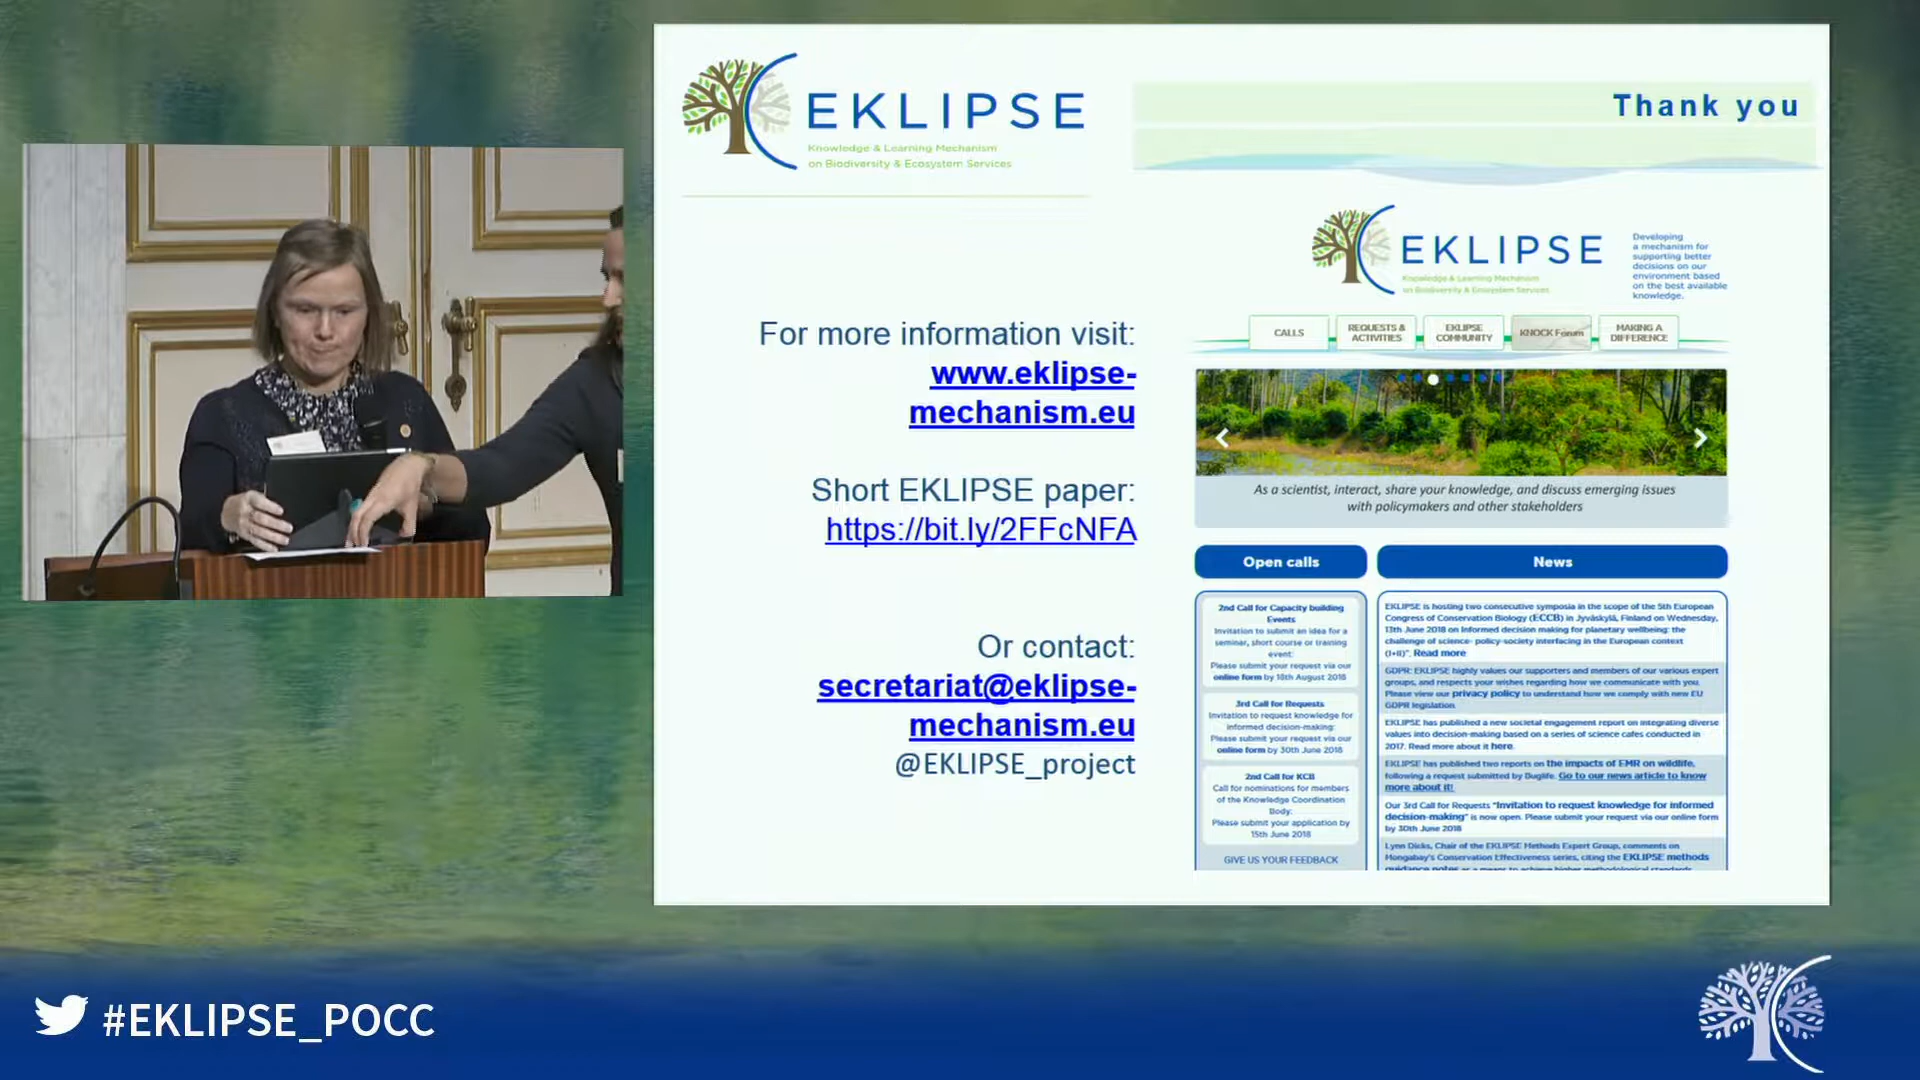 EKLIPSE
Knowledge & Learning Mechanism
on Biodiversity & Ecosystem Services
Thank you
For more information visit:
www.eklipse-
mechanism.eu
Short EKLIPSE paper:
https://bit.ly/2FFcNFA
Or contact:
secretariat@eklipse-
mechanism.eu
@EKLIPSE_project
EKLIPSE
Knowledge & Learning Mechanism
on Biodiversity & Ecosystem Services
Developing
a mechanism for
supporting better
decisions on our
environment based
on the best available
knowledge.
CALLS
REQUESTS &
ACTIVITIES
EKLIPSE
COMMUNITY
KNOCK Forum
MAKING A
DIFFERENCE
As a scientist, interact, share your knowledge, and discuss emerging issues
with policymakers and other stakeholders
Open calls
2nd Call for Capacity building
Events
Invitation to submit an idea for a
seminar, short course or training
event:
Please submit your request via our
online form by 18th August 2018
3rd Call for Requests
Invitation to request knowledge for
informed decision-making:
Please submit your request via our
online form by 30th June 2018
2nd Call for KCB
Call for nominations for members
of the Knowledge Coordination
Body:
Please submit your application by
15th June 2018
GIVE US YOUR FEEDBACK
News
EKLIPSE is hosting two consecutive symposia in the scope of the 5th European
Congress of Conservation Biology (ECCB) in Jyväskylä, Finland on Wednesday,
13th June 2018 on Informed decision making for planetary wellbeing: the
challenge of science- policy-society interfacing in the European context
(I+II)". Read more
GDPR: EKLIPSE highly values our supporters and members of our various expert
groups, and respects your wishes regarding how we communicate with you.
Please view our privacy policy to understand how we comply with new EU
GDPR legislation.
EKLIPSE has published a new societal engagement report on integrating diverse
values into decision-making based on a series of science cafes conducted in
2017. Read more about it here.
EKLIPSE has published two reports on the impacts of EMR on wildlife,
following a request submitted by Buglife. Go to our news article to know
more about it!
Our 3rd Call for Requests "Invitation to request knowledge for informed
decision-making" is now open. Please submit your request via our online form
by 30th June 2018
Lynn Dicks, Chair of the EKLIPSE Methods Expert Group, comments on
Mongabay's Conservation Effectiveness series, citing the EKLIPSE methods
guidance notes as a means to achieve higher methodological standards
#EKLIPSE_POCC